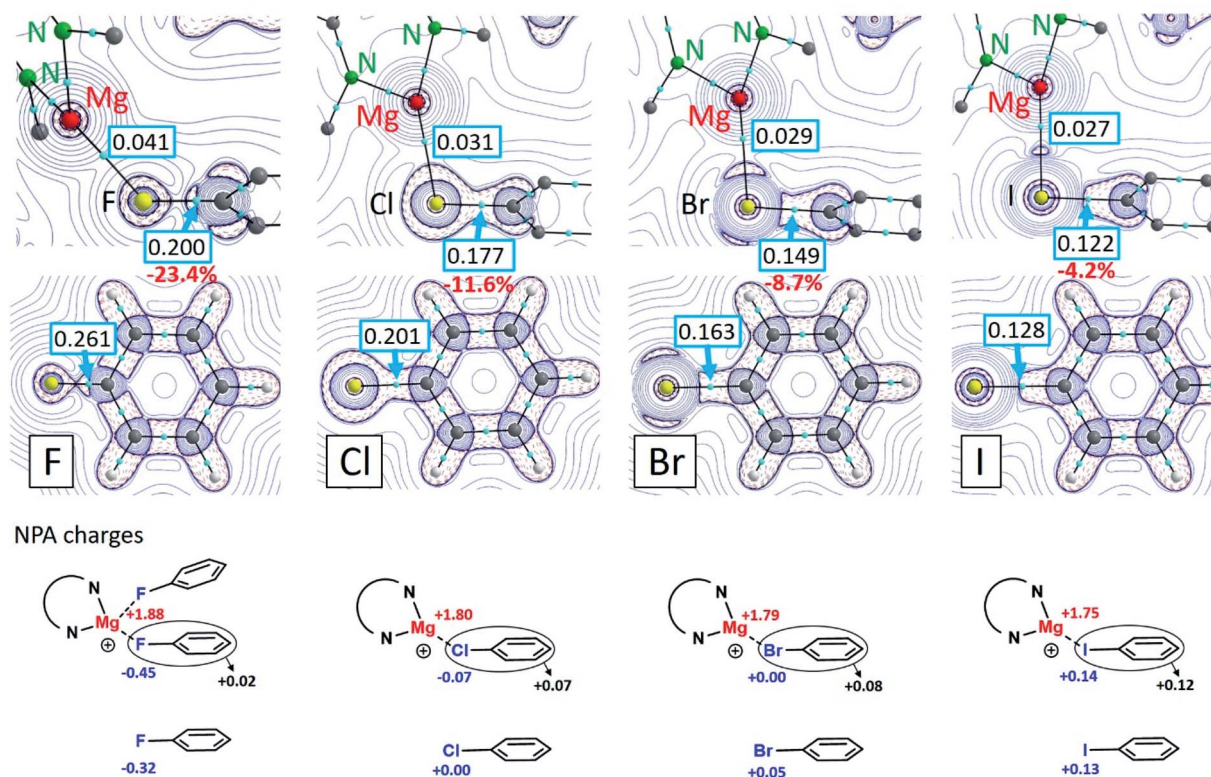 N
N
Mg
0.041
F
0.200
-23.4%
N
N
Mg
0.031
Cl
0.177
-11.6%
N
N
Mg
0.029
Br
0.149
-8.7%
N
N
Mg
0.027
I
0.122
-4.2%
0.261
F
0.201
Cl
0.163
Br
0.128
I
NPA charges
N
N
Mg
+1.88
F
F
⊕
-0.45
+0.02
N
N
Mg
+1.80
Cl
⊕
-0.07
+0.07
N
N
Mg
+1.79
Br
⊕
+0.00
+0.08
N
N
Mg
+1.75
I
⊕
+0.14
+0.12
F
-0.32
Cl
+0.00
Br
+0.05
I
+0.13